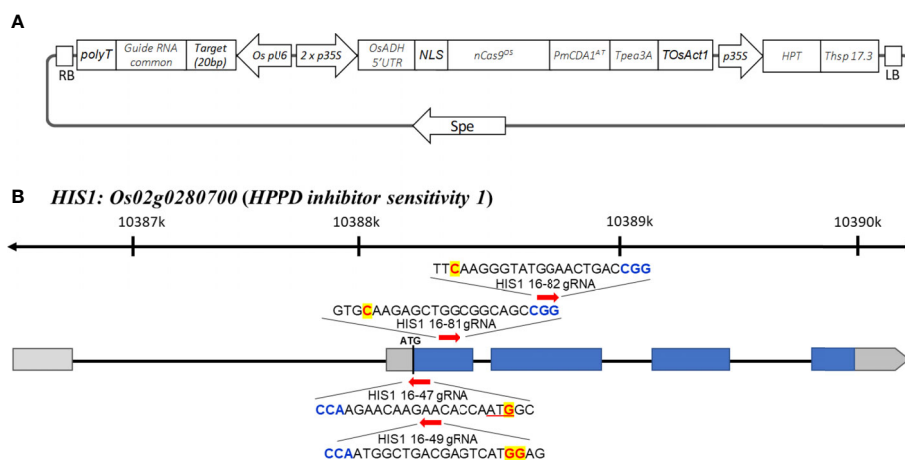 A
RB
polyT
Guide RNA common
Target (20bp)
Os pU6
2 x p35S
OsADH 5'UTR
NLS
nCas9OS
PmCDA1AT
Tpea3A
TOsAct1
p35S
HPT
Thsp 17.3
LB
Spe
B HIS1: Os02g0280700 (HPPD inhibitor sensitivity 1)
10387k 10388k 10389k 10390k
TTCAAGGGTATGGAACTGACCGG
HIS1 16-82 gRNA
GTGCAAGAGCTGGCGGCAGCCGG
HIS1 16-81 gRNA
ATG
HIS1 16-47 gRNA
CCAAGAACAAGAACACCAATGGC
HIS1 16-49 gRNA
CCAATGGCTGACGAGTCATGGAG